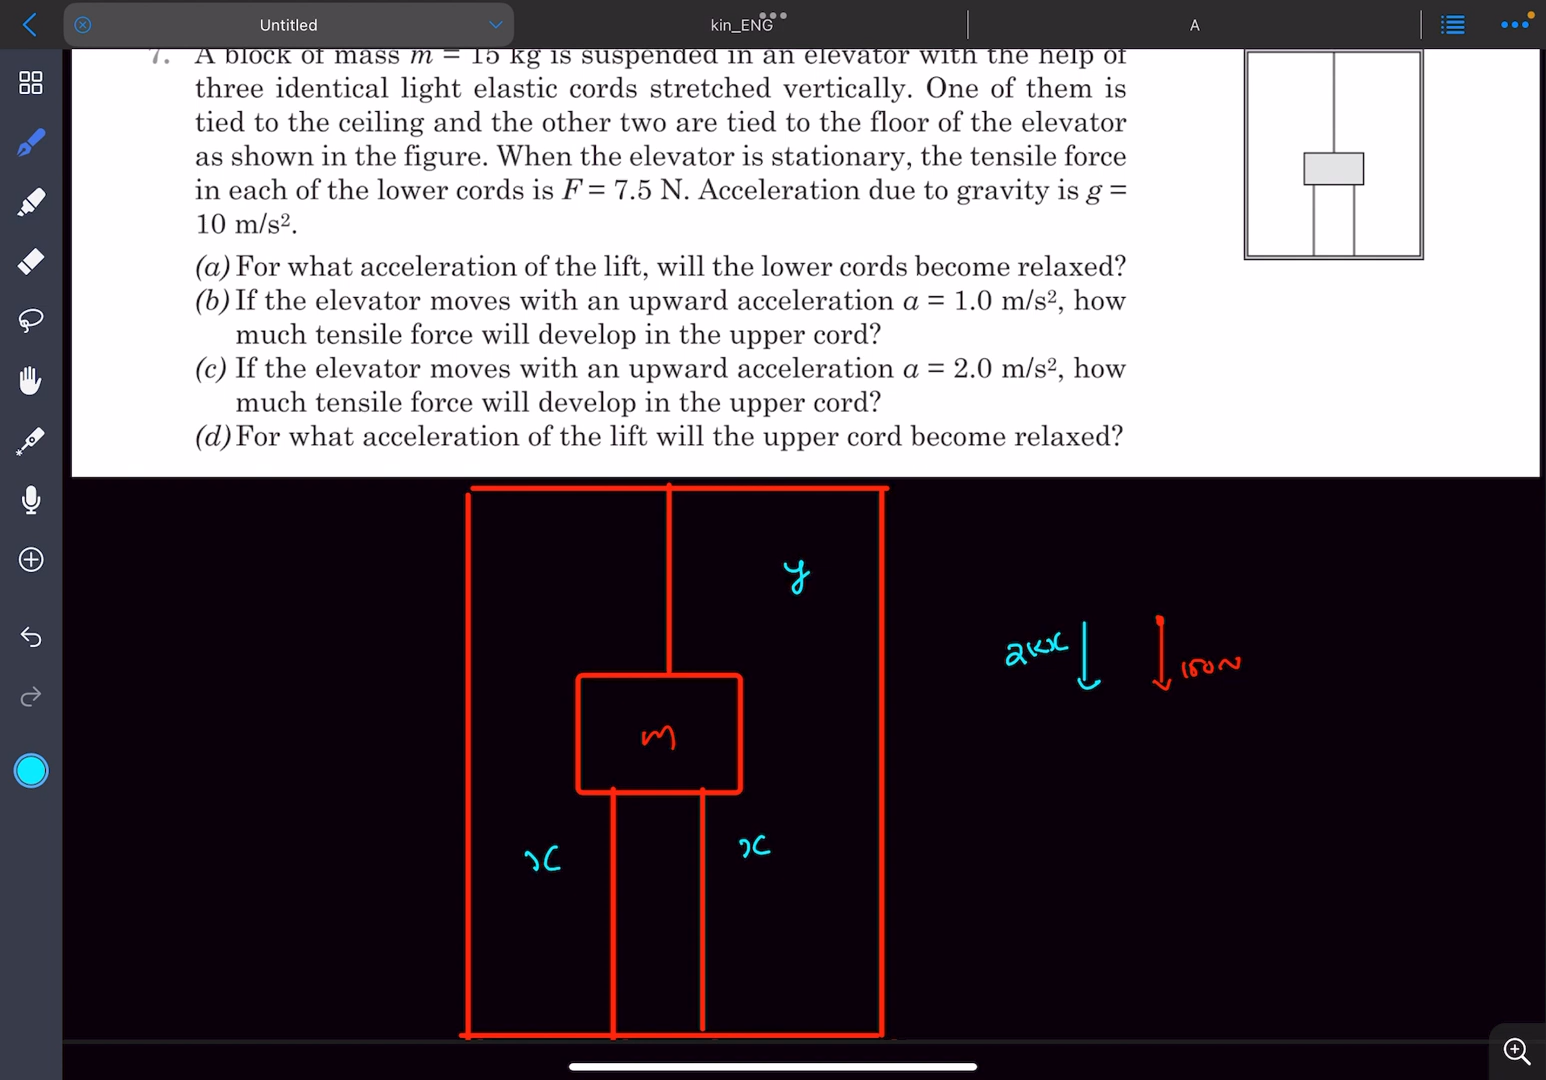 Untitled
kin_ENG
A
7. A block of mass m = 15 kg is suspended in an elevator with the help of
three identical light elastic cords stretched vertically. One of them is
tied to the ceiling and the other two are tied to the floor of the elevator
as shown in the figure. When the elevator is stationary, the tensile force
in each of the lower cords is F = 7.5 N. Acceleration due to gravity is g =
10 m/s².
(a) For what acceleration of the lift, will the lower cords become relaxed?
(b) If the elevator moves with an upward acceleration a = 1.0 m/s², how
much tensile force will develop in the upper cord?
(c) If the elevator moves with an upward acceleration a = 2.0 m/s², how
much tensile force will develop in the upper cord?
(d) For what acceleration of the lift will the upper cord become relaxed?
y
2kx
150N
m
x
x